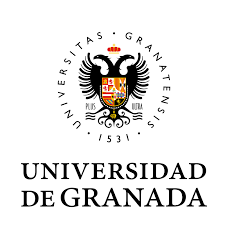 · UNIVERSITAS · GRANATENSIS · 1531
PLUS ULTRA
UNIVERSIDAD
DE GRANADA